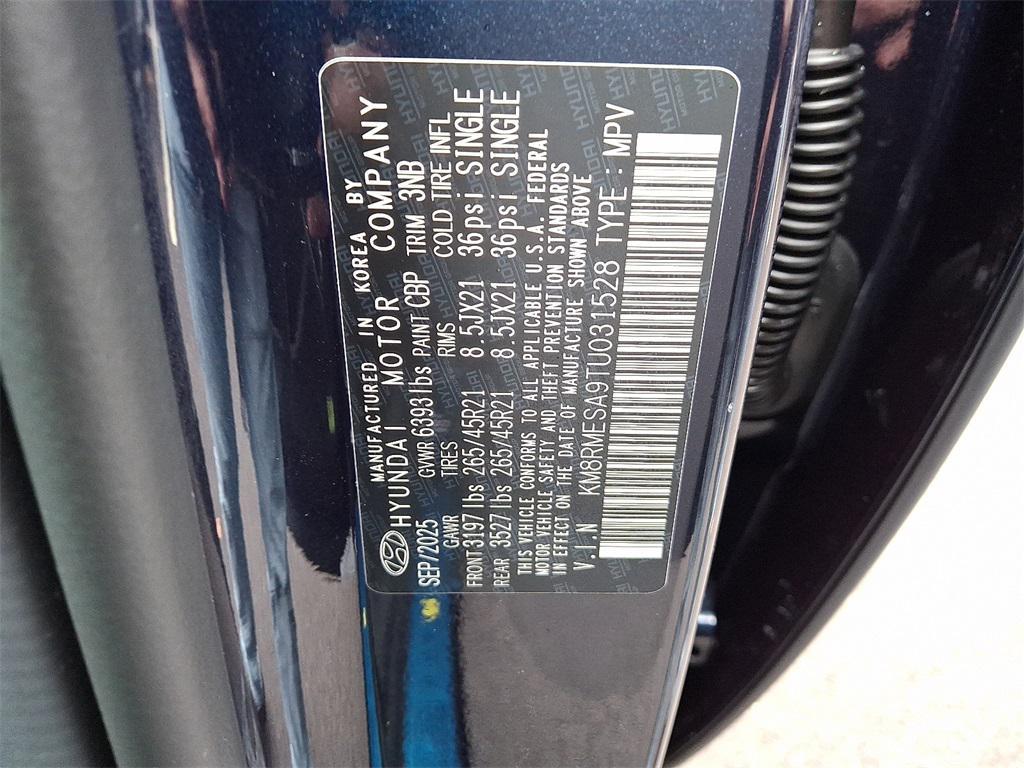 MANUFACTURED IN KOREA BY
HYUNDAI MOTOR COMPANY
SEP/2025 GVWR 6393lbs PAINT CBP TRIM 3NB
GAWR TIRES RIMS COLD TIRE INFL
FRONT 3197lbs 265/45R21 8.5JX21 36psi SINGLE
REAR 3527lbs 265/45R21 8.5JX21 36psi SINGLE
THIS VEHICLE CONFORMS TO ALL APPLICABLE U.S.A. FEDERAL
MOTOR VEHICLE SAFETY AND THEFT PREVENTION STANDARDS
IN EFFECT ON THE DATE OF MANUFACTURE SHOWN ABOVE
V.I.N KM8RMESA9TU031528 TYPE : MPV